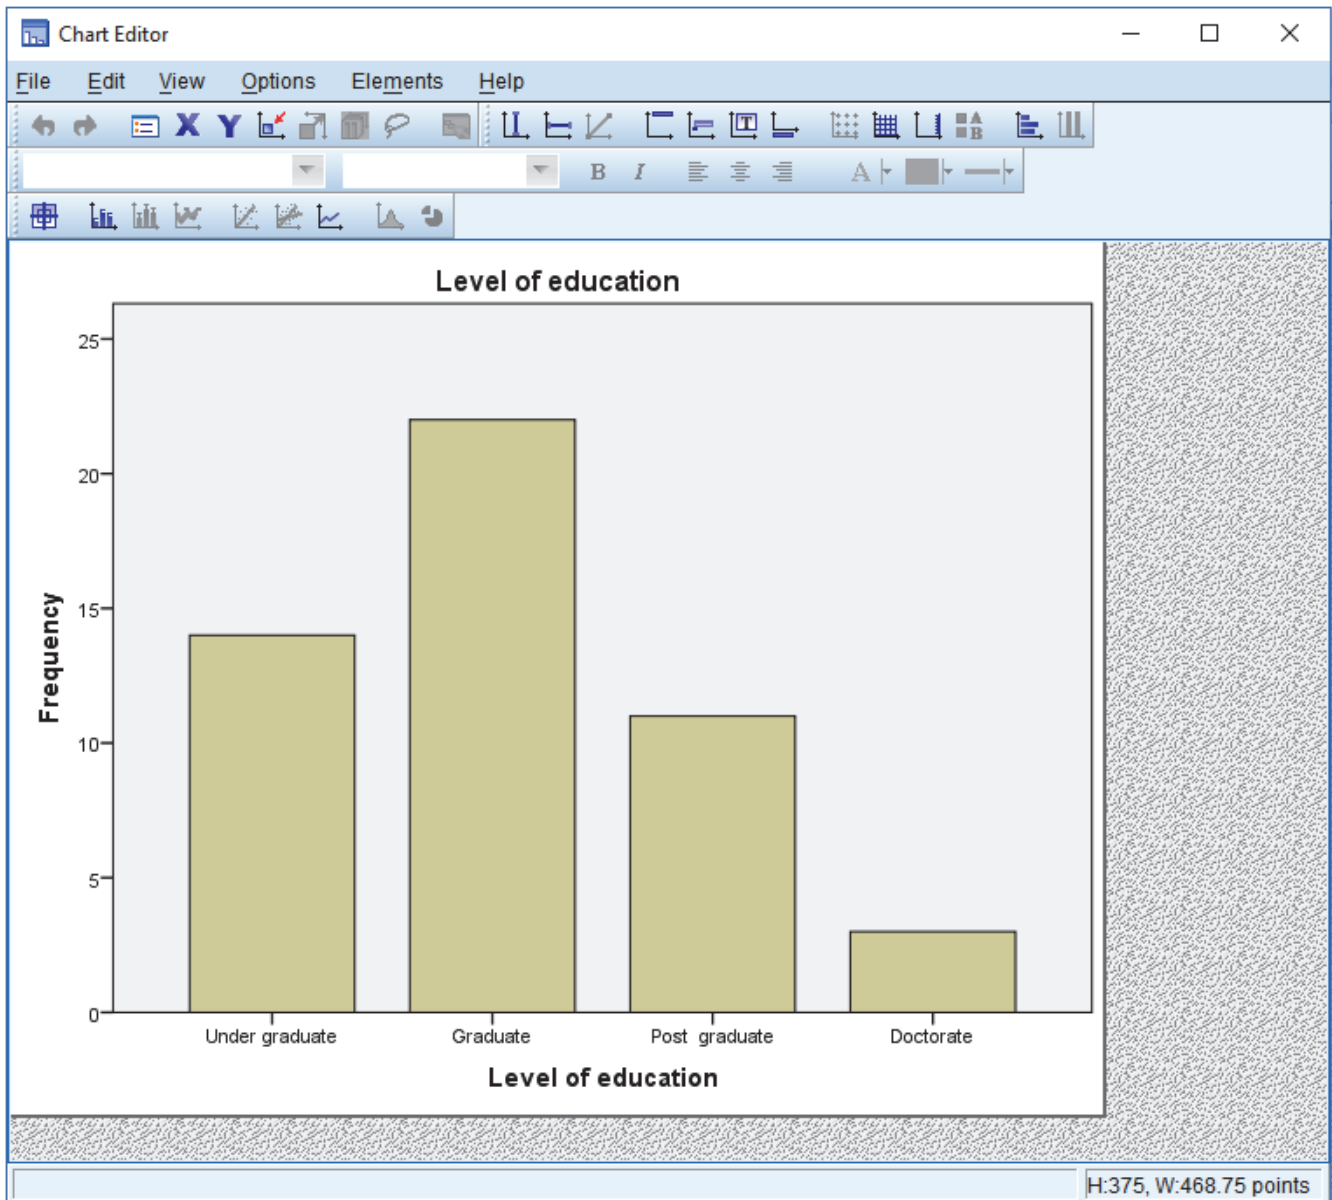 Chart Editor
File Edit View Options Elements Help
X Y T A B
B I A
Level of education
25
20
15
10
5
0
Frequency
Under graduate Graduate Post graduate Doctorate
Level of education
H:375, W:468.75 points